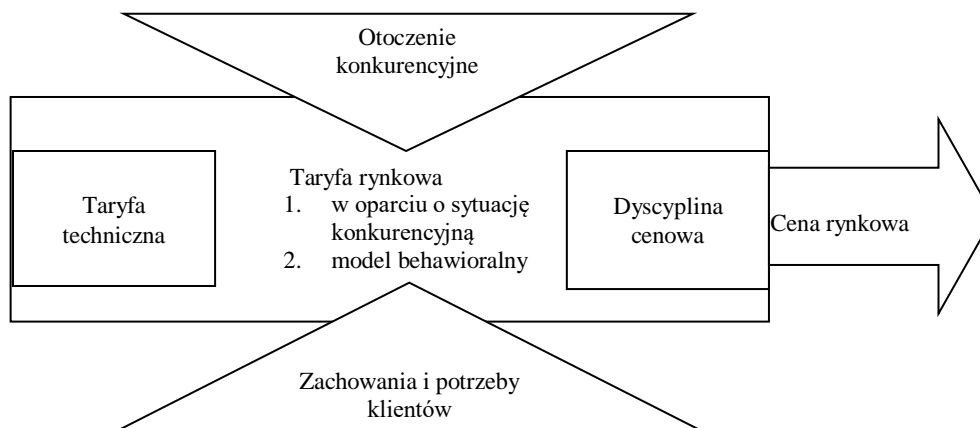 Otoczenie
konkurencyjne
Taryfa
techniczna
Taryfa rynkowa
1. w oparciu o sytuację
konkurencyjną
2. model behawioralny
Dyscyplina
cenowa
Cena rynkowa
Zachowania i potrzeby
klientów